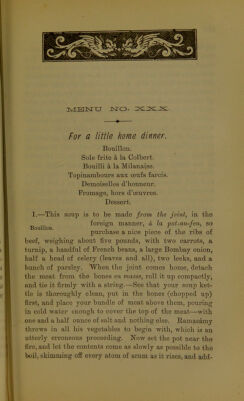 MENU NO. XXX.
For a little home dinner.
Bouillon.
Sole frite à la Colbert.
Bouilli à la Milanaise.
Topinambours aux œufs farcis.
Demoiselles d'honneur.
Fromage, hors d'œuvres.
Dessert.
1.—This soup is to be made from the joint, in the
Bouillon.
foreign manner, à la pot-au-feu, so
purchase a nice piece of the ribs of
beef, weighing about five pounds, with two carrots, a
turnip, a handful of French beans, a large Bombay onion,
half a head of celery (leaves and all), two leeks, and a
bunch of parsley. When the joint comes home, detach
the meat from the bones en masse, roll it up compactly,
and tie it firmly with a string.—See that your soup ket-
tle is thoroughly clean, put in the bones (chopped up)
first, and place your bundle of meat above them, pouring
in cold water enough to cover the top of the meat—with
one and a half ounce of salt and nothing else. Ramasámy
throws in all his vegetables to begin with, which is an
utterly erroneous proceeding. Now set the pot near the
fire, and let the contents come as slowly as possible to the
boil, skimming off every atom of scum as it rises, and add-